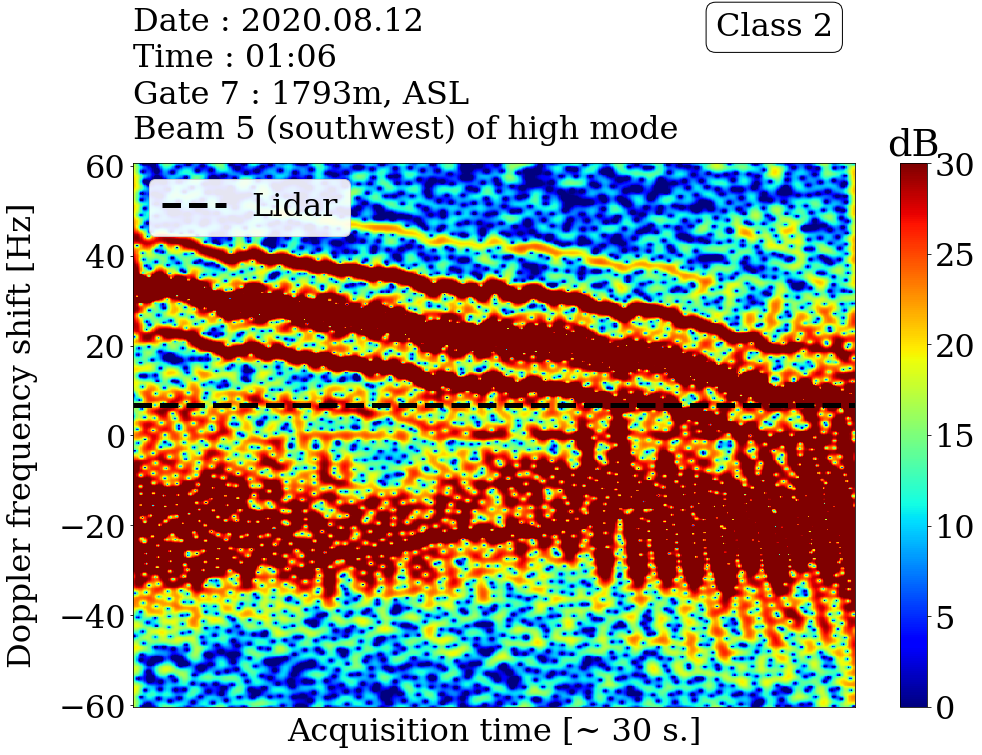 Date : 2020.08.12
Time : 01:06
Gate 7 : 1793m, ASL
Beam 5 (southwest) of high mode
Class 2
dB
Lidar
60
40
20
0
−20
−40
−60
Doppler frequency shift [Hz]
Acquisition time [~ 30 s.]
30
25
20
15
10
5
0